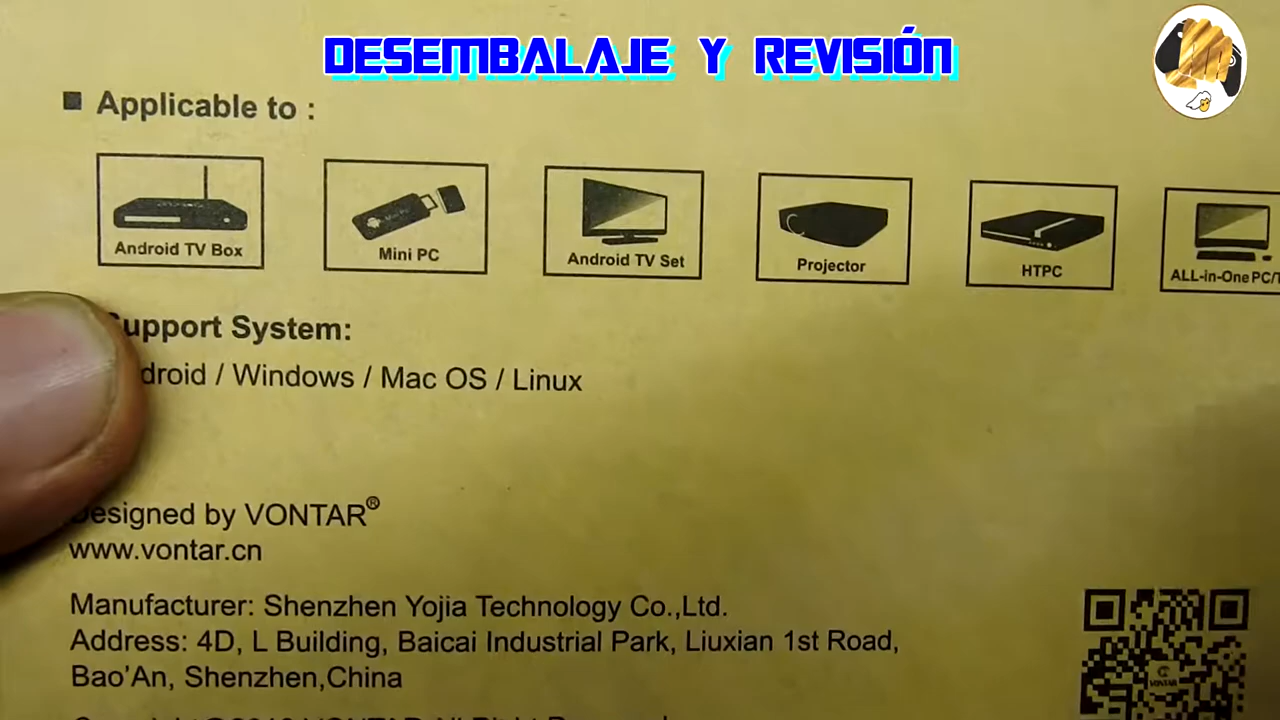 DESEMBALAJE Y REVISIÓN
Applicable to :
Android TV Box
Mini PC
Android TV Set
Projector
HTPC
ALL-in-One PC/
Support System:
/ Windows / Mac OS / Linux
Designed by VONTAR®
www.vontar.cn
Manufacturer: Shenzhen Yojia Technology Co.,Ltd.
Address: 4D, L Building, Baicai Industrial Park, Liuxian 1st Road,
Bao'An, Shenzhen,China
VONTAR